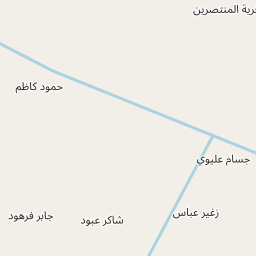 قرية المنتصرين
حمود كاظم
جسام عليوي
زغير عباس
شاكر عبود
جابر فرهود